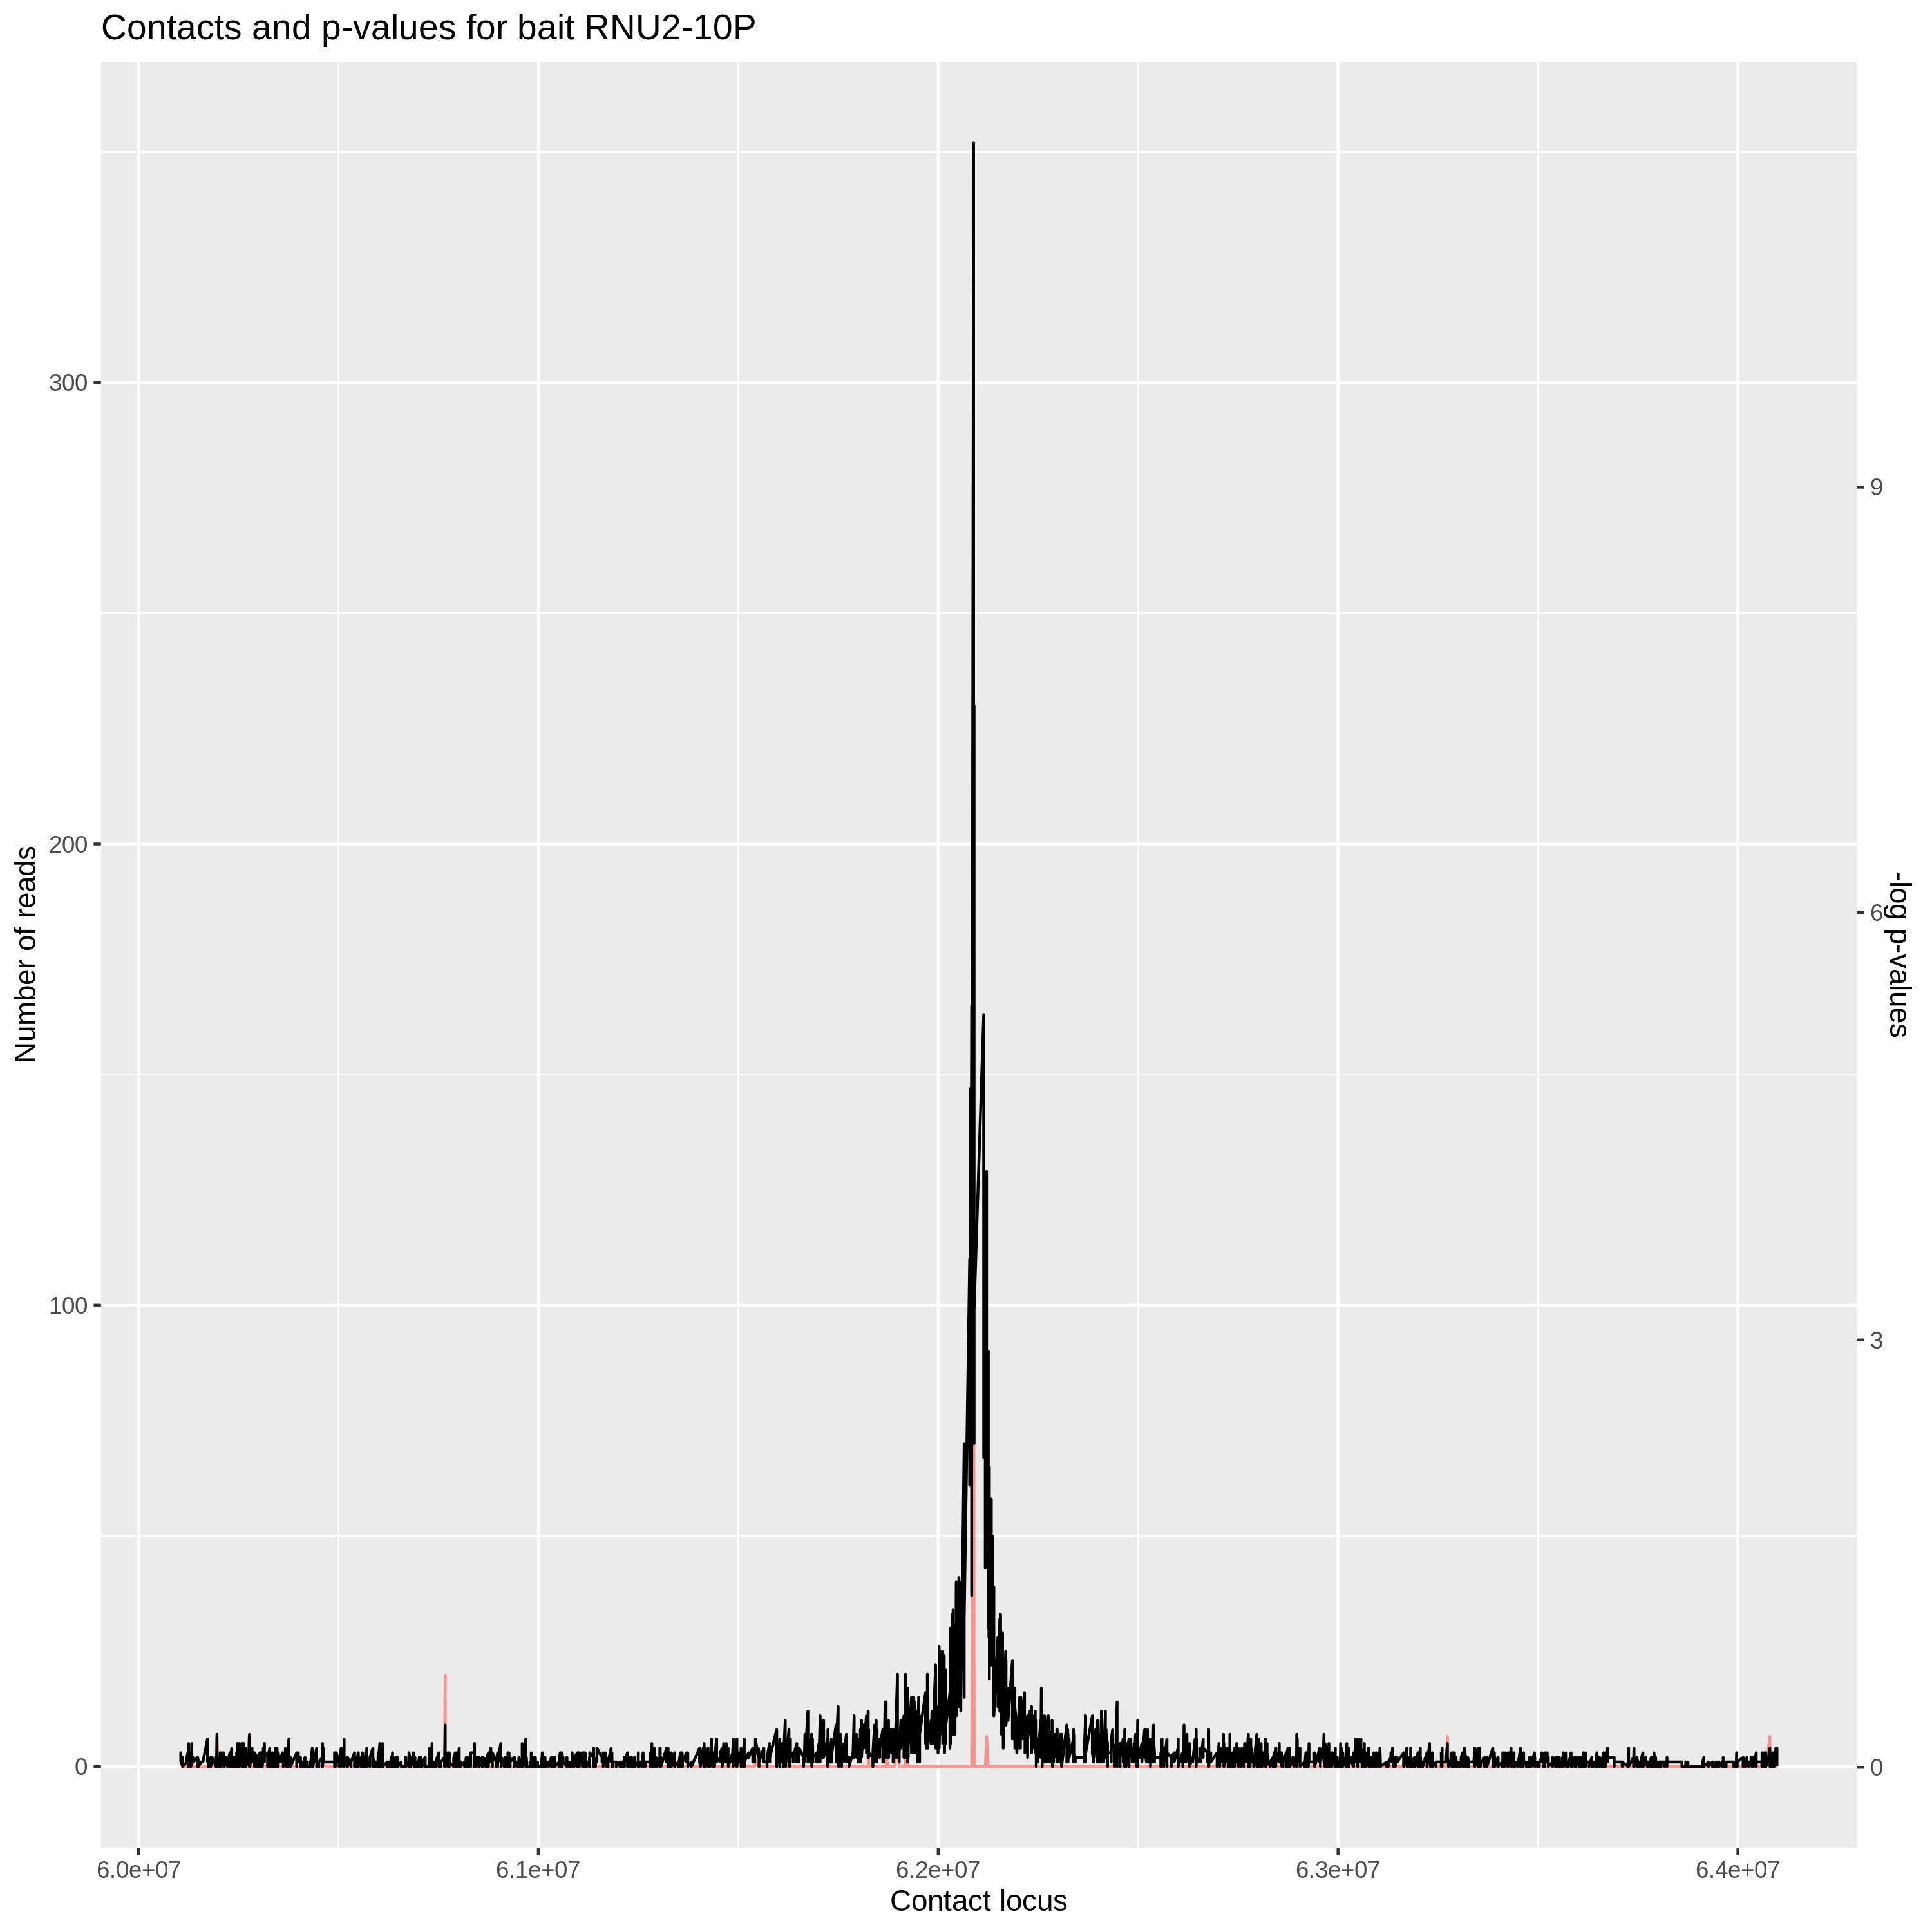 Contacts and p-values for bait RNU2-10P
Number of reads
300
200
100
0
9
6
3
0
-log p-values
6.0e+07
6.1e+07
6.2e+07
6.3e+07
6.4e+07
Contact locus